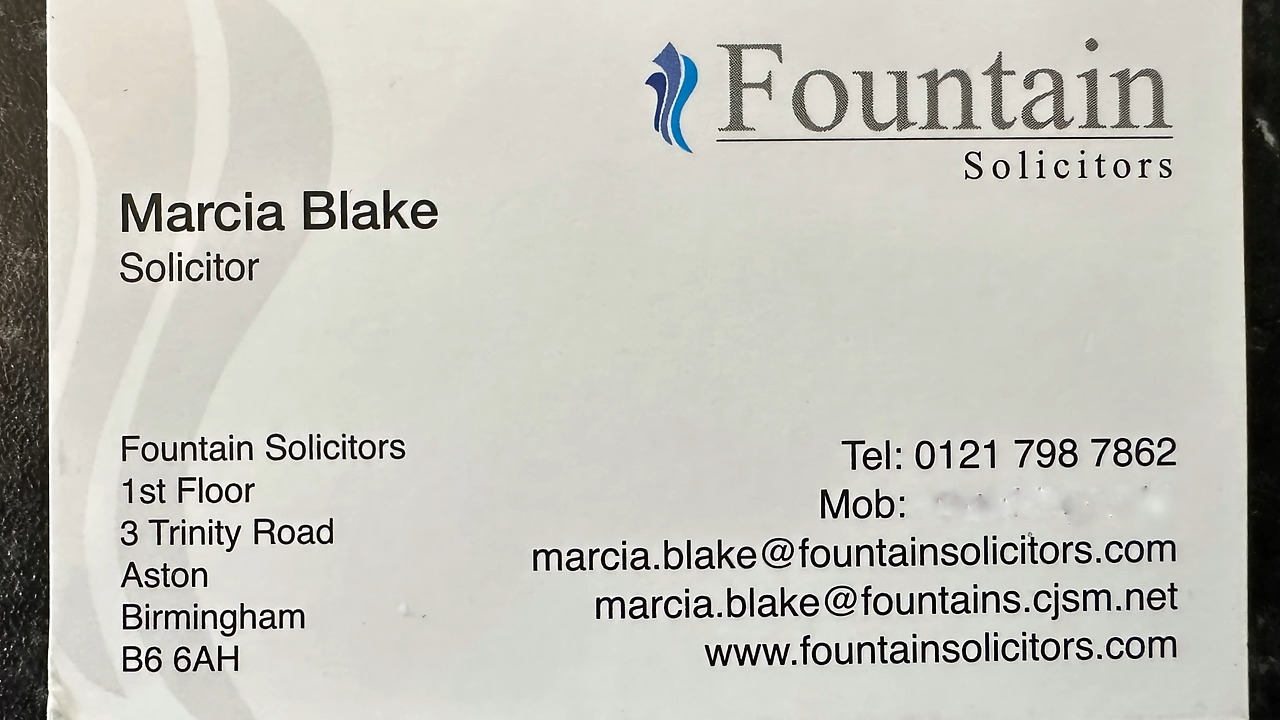 Fountain
Solicitors
Marcia Blake
Solicitor
Fountain Solicitors
1st Floor
3 Trinity Road
Aston
Birmingham
B6 6AH
Tel: 0121 798 7862
Mob:
marcia.blake@fountainsolicitors.com
marcia.blake@fountains.cjsm.net
www.fountainsolicitors.com